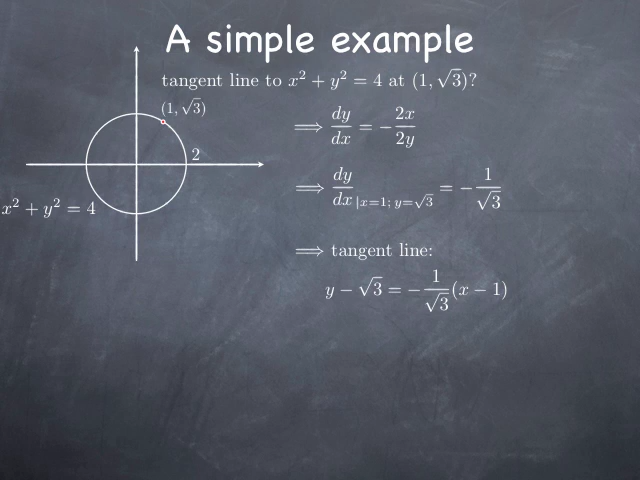 A simple example
tangent line to x² + y² = 4 at (1, √3)?
(1, √3)
2
x² + y² = 4
⟹ dy/dx = − 2x/2y
⟹ dy/dx |x=1; y=√3 = − 1/√3
⟹ tangent line:
y − √3 = − 1/√3 (x − 1)